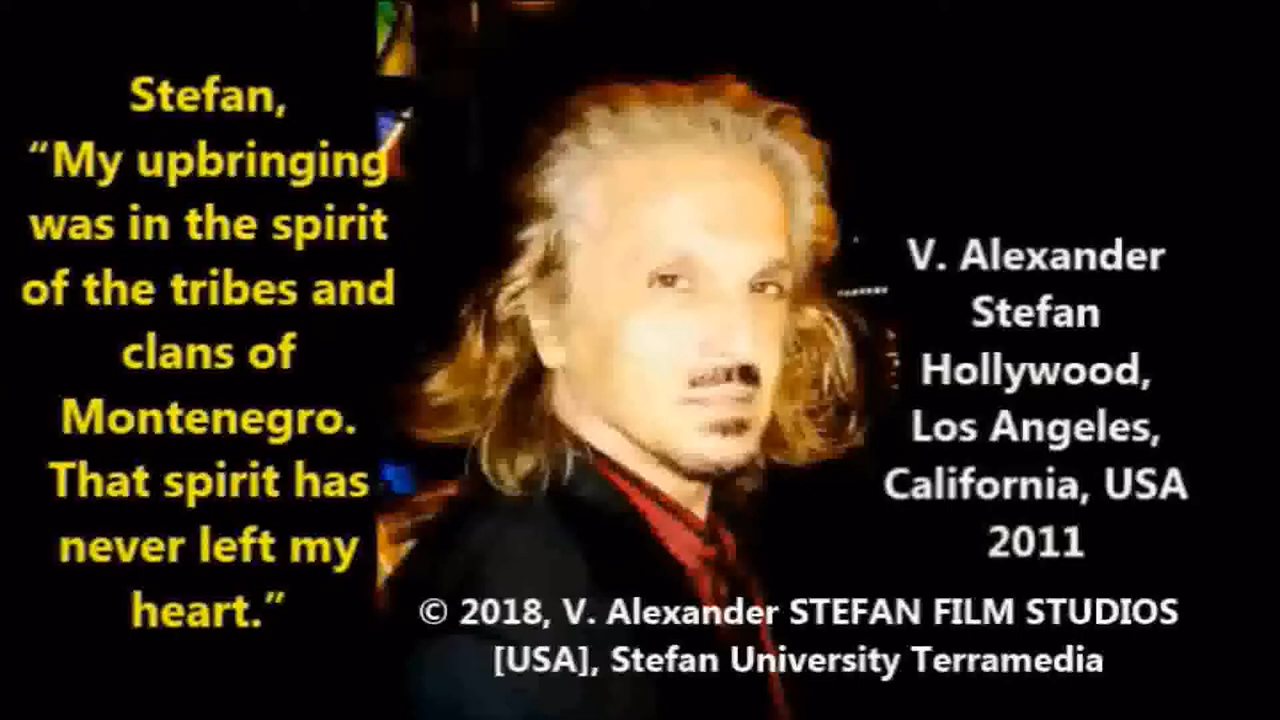 Stefan,
“My upbringing
was in the spirit
of the tribes and
clans of
Montenegro.
That spirit has
never left my
heart.”
V. Alexander
Stefan
Hollywood,
Los Angeles,
California, USA
2011
© 2018, V. Alexander STEFAN FILM STUDIOS
[USA], Stefan University Terramedia